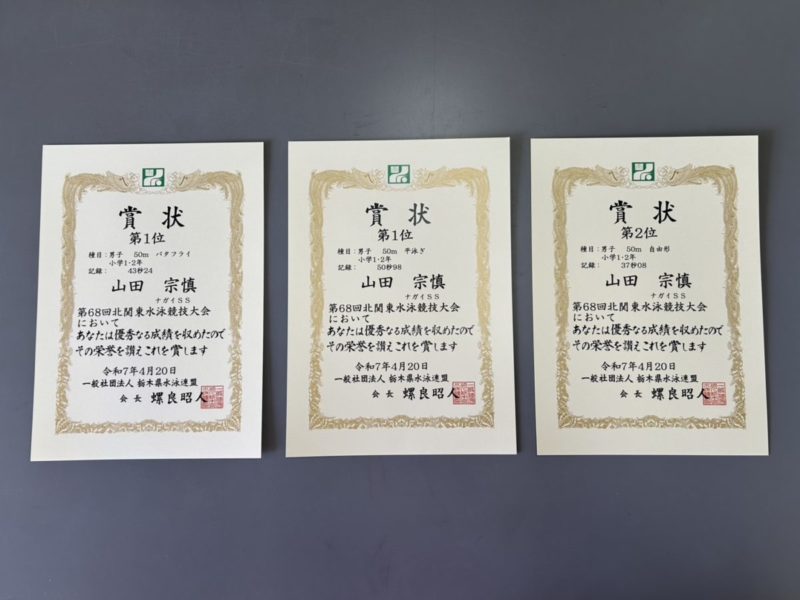 賞状
第1位
種目：男子 50m バタフライ
小学1・2年
記録： 43秒24
山田 宗慎
ナガイSS
第68回北関東水泳競技大会
において
あなたは優秀なる成績を収めたので
その栄誉を讃えこれを賞します
令和7年4月20日
一般社団法人 栃木県水泳連盟
会長 螺良昭人
賞状
第1位
種目：男子 50m 平泳ぎ
小学1・2年
記録： 50秒98
山田 宗慎
ナガイSS
第68回北関東水泳競技大会
において
あなたは優秀なる成績を収めたので
その栄誉を讃えこれを賞します
令和7年4月20日
一般社団法人 栃木県水泳連盟
会長 螺良昭人
賞状
第2位
種目：男子 50m 自由形
小学1・2年
記録： 37秒08
山田 宗慎
ナガイSS
第68回北関東水泳競技大会
において
あなたは優秀なる成績を収めたので
その栄誉を讃えこれを賞します
令和7年4月20日
一般社団法人 栃木県水泳連盟
会長 螺良昭人